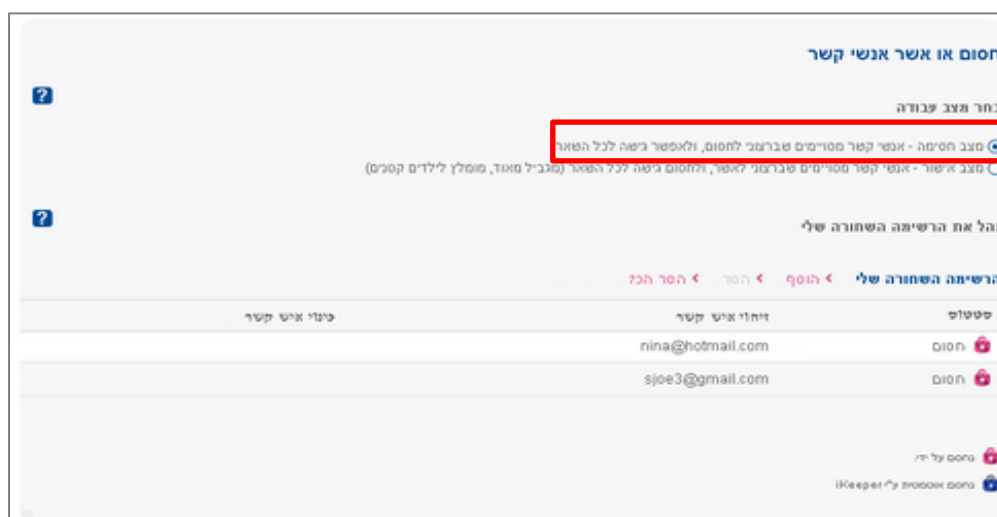 חסום או אשר אנשי קשר
?
בחר מצב עבודה
מצב חסימה - אנשי קשר מסויימים שברצוני לחסום, ולאפשר גישה לכל השאר
מצב אישור - אנשי קשר מסויימים שברצוני לאשר, ולחסום גישה לכל השאר (מגביל מאוד, מומלץ לילדים קטנים)
?
נהל את הרשימה השחורה שלי
הרשימה השחורה שלי › הוסף › הסר › הסר הכל
סטטוס זיהוי איש קשר כינוי איש קשר
חסום nina@hotmail.com
חסום sjoe3@gmail.com
נחסם על ידי
נחסם אוטומטית ע"י iKeeper